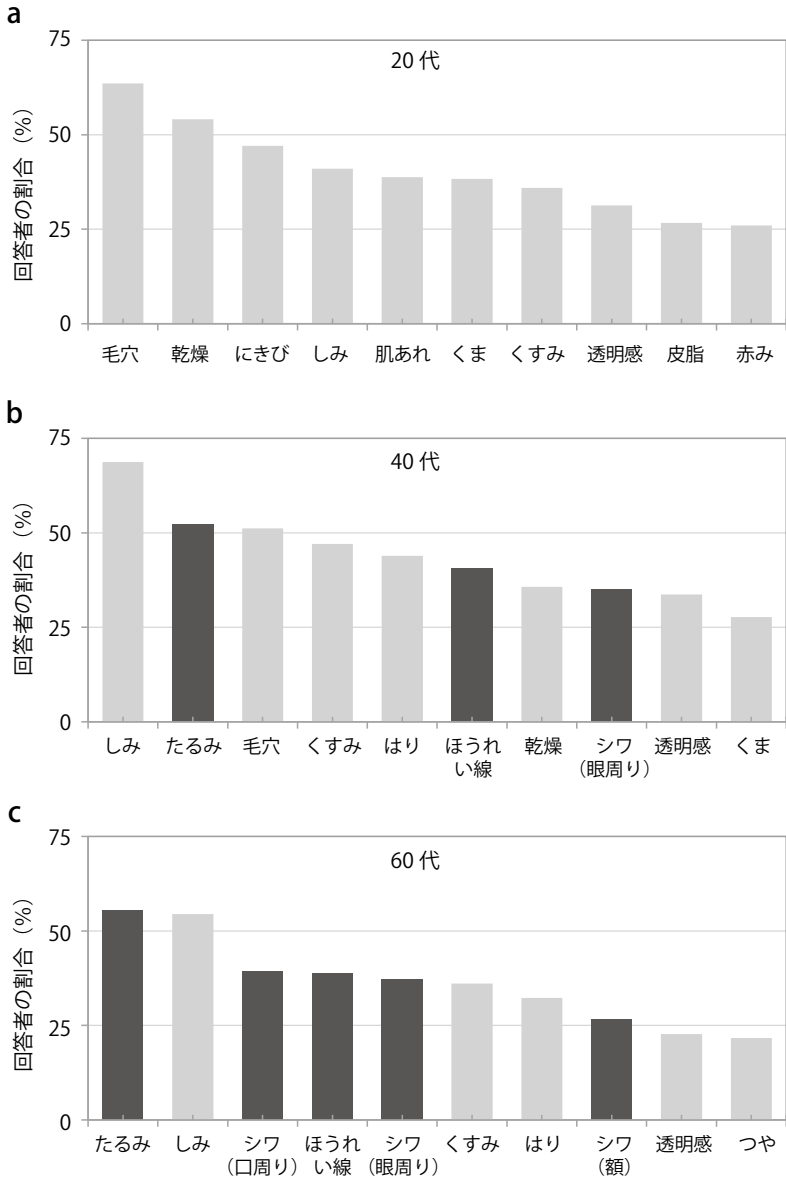 a
20 代
回答者の割合（%）
75
50
25
0
毛穴 乾燥 にきび しみ 肌あれ くま くすみ 透明感 皮脂 赤み
b
40 代
回答者の割合（%）
75
50
25
0
しみ たるみ 毛穴 くすみ はり ほうれ 乾燥 シワ 透明感 くま
い線 （眼周り）
c
60 代
回答者の割合（%）
75
50
25
0
たるみ しみ シワ ほうれ シワ くすみ はり シワ 透明感 つや
（口周り） い線 （眼周り） （額）